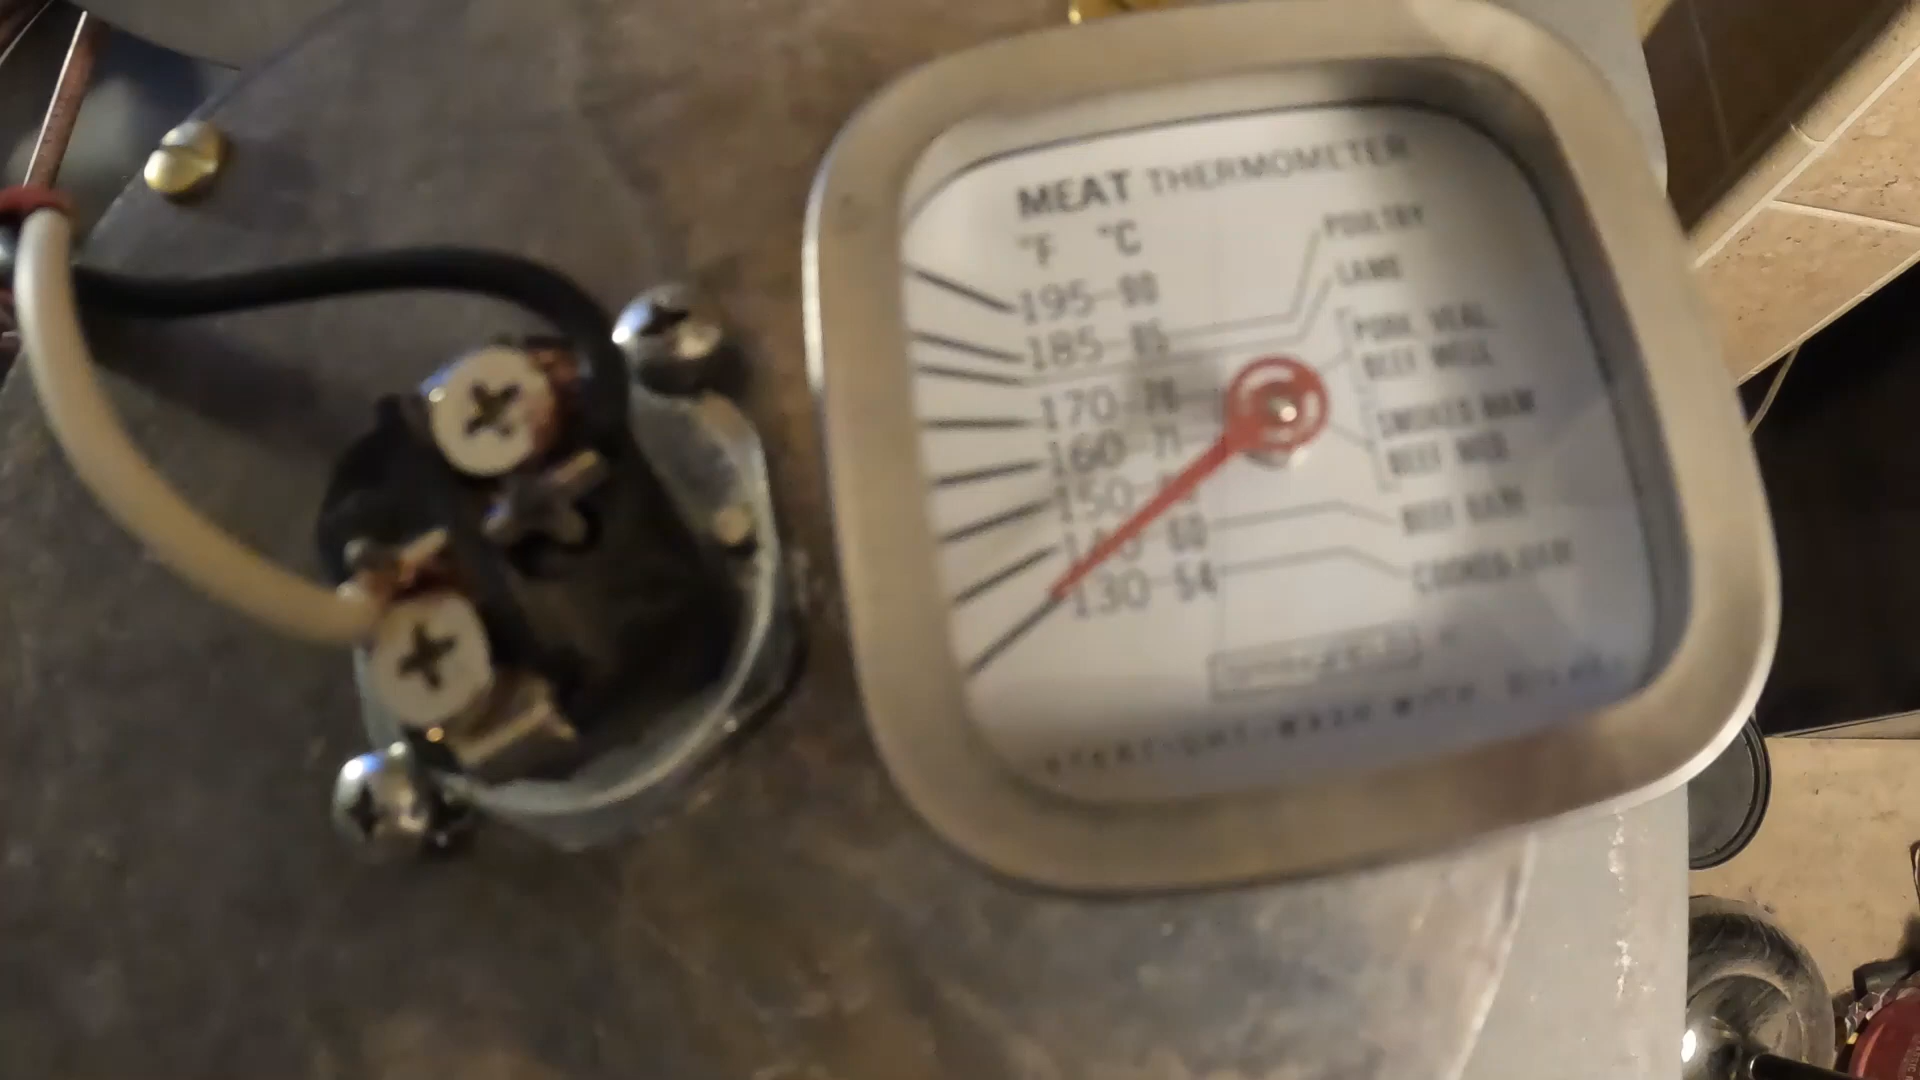 MEAT THERMOMETER
°F °C
195-90 POULTRY
185-85 LAMB
170-76 PORK VEAL
BEEF WELL
160-71 SMOKED HAM
150 BEEF MED
60 BEEF RARE
130-54 COOKED HAM